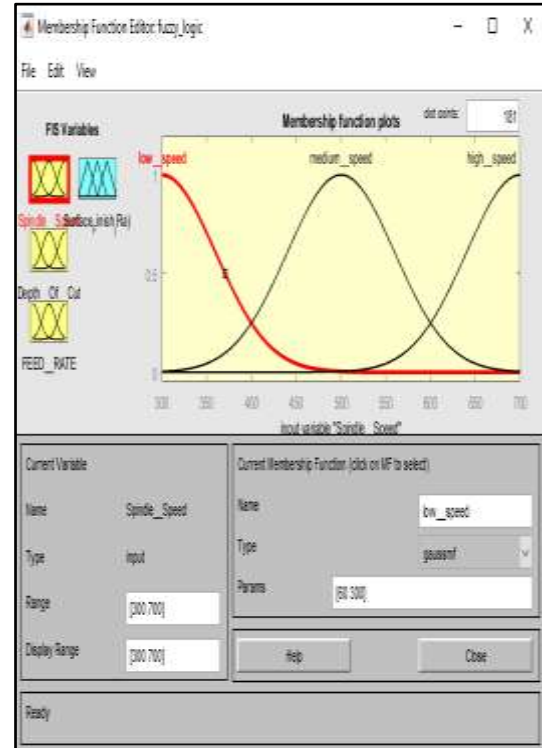 Membership Function Editor: fuzzy_logic
File Edit View
FIS Variables
Membership function plots
plot points: 181
low_speed medium_speed high_speed
1
0.5
0
300 350 400 450 500 550 600 650 700
input variable "Spindle_Speed"
Depth_Of_Cut
FEED_RATE
Current Variable
Name Spindle_Speed
Type input
Range [300 700]
Display Range [300 700]
Current Membership Function (click on MF to select)
Name low_speed
Type gaussmf
Params [60 300]
Help Close
Ready